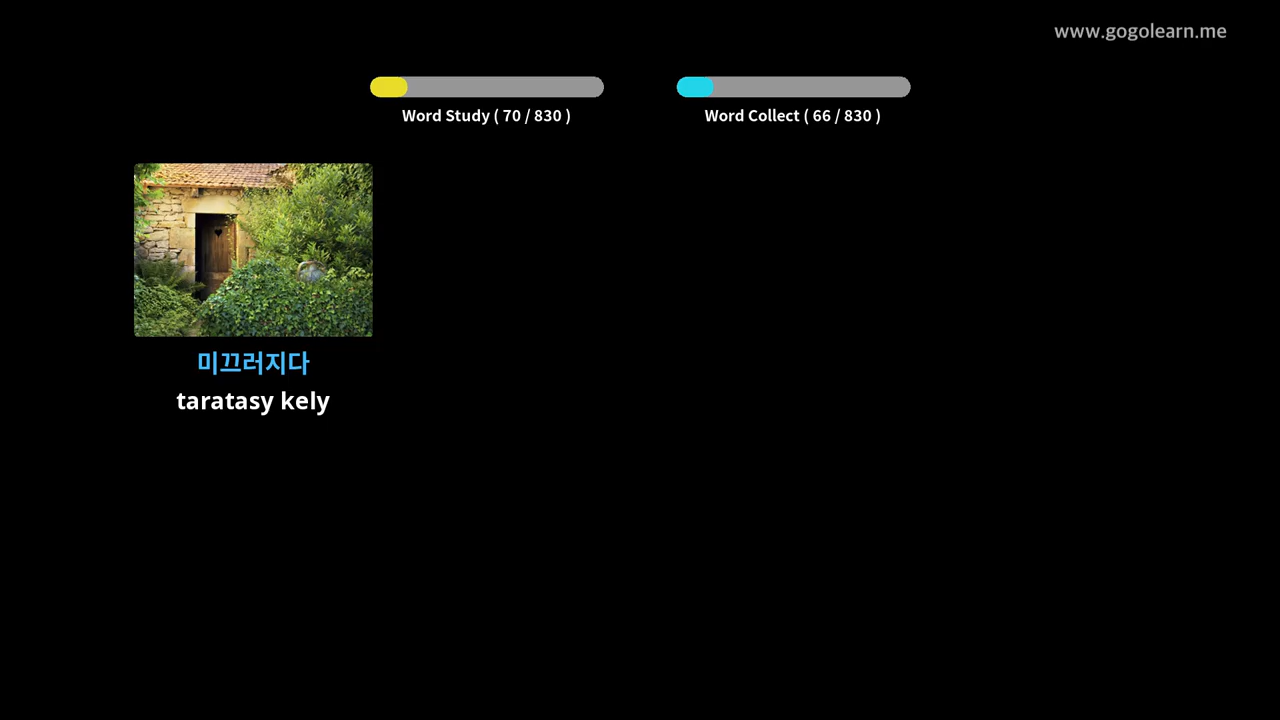 www.gogolearn.me
Word Study ( 70 / 830 )
Word Collect ( 66 / 830 )
미끄러지다
taratasy kely